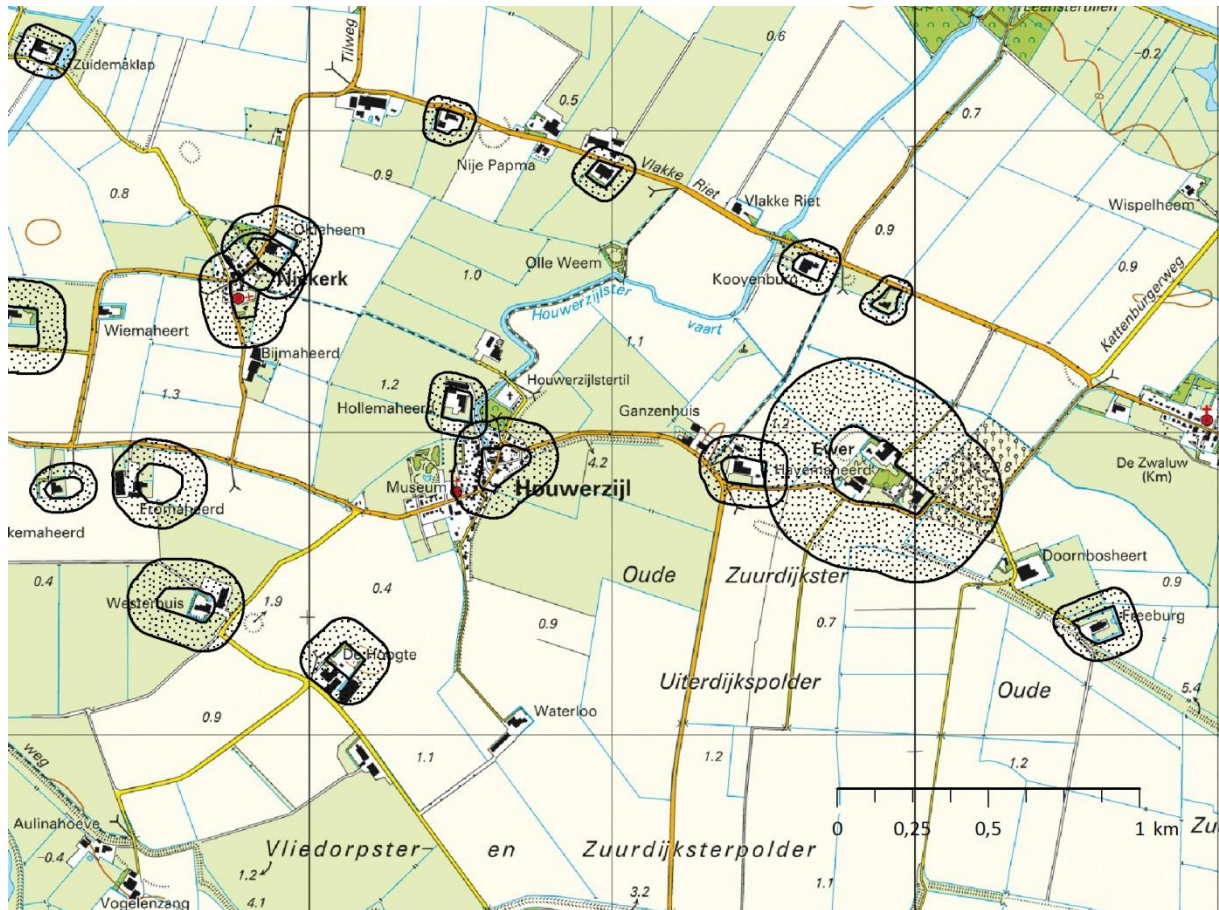 Leenstertillen
Tilweg
0.6
-0.2
Zuidemaklap
0.5
0.7
Nije Papma
0.9
Vlakke Riet
0.8
Vlakke Riet
Wispelheem
Oldeheem
0.9
1.0
Olle Weem
0.9
Niekerk
Kooyenburg
Houwerzijlster
vaart
Kattenburgerweg
Wiemaheert
1.1
Bijmaheerd
1.3
1.2
Houwerzijlstertil
Hollemaheerd
Ganzenhuis
Ewer
4.2
Havemaheerd
De Zwaluw
(Km)
Museum
Houwerzijl
Fromaheerd
kemaheerd
Doornbosheert
0.4
Oude
Zuurdijkster
0.9
Westerhuis
1.9
0.4
0.9
0.7
Freeburg
De Hoogte
Uiterdijkspolder
Oude
5.4
0.9
Waterloo
1.1
1.2
1.2
weg
0
0,25
0,5
1 km
Aulinahoeve
-0.4
Vliedorpster-
en
Zuurdijksterpolder
Zu
1.2
4.1
3.2
1.1
Vogelenzang